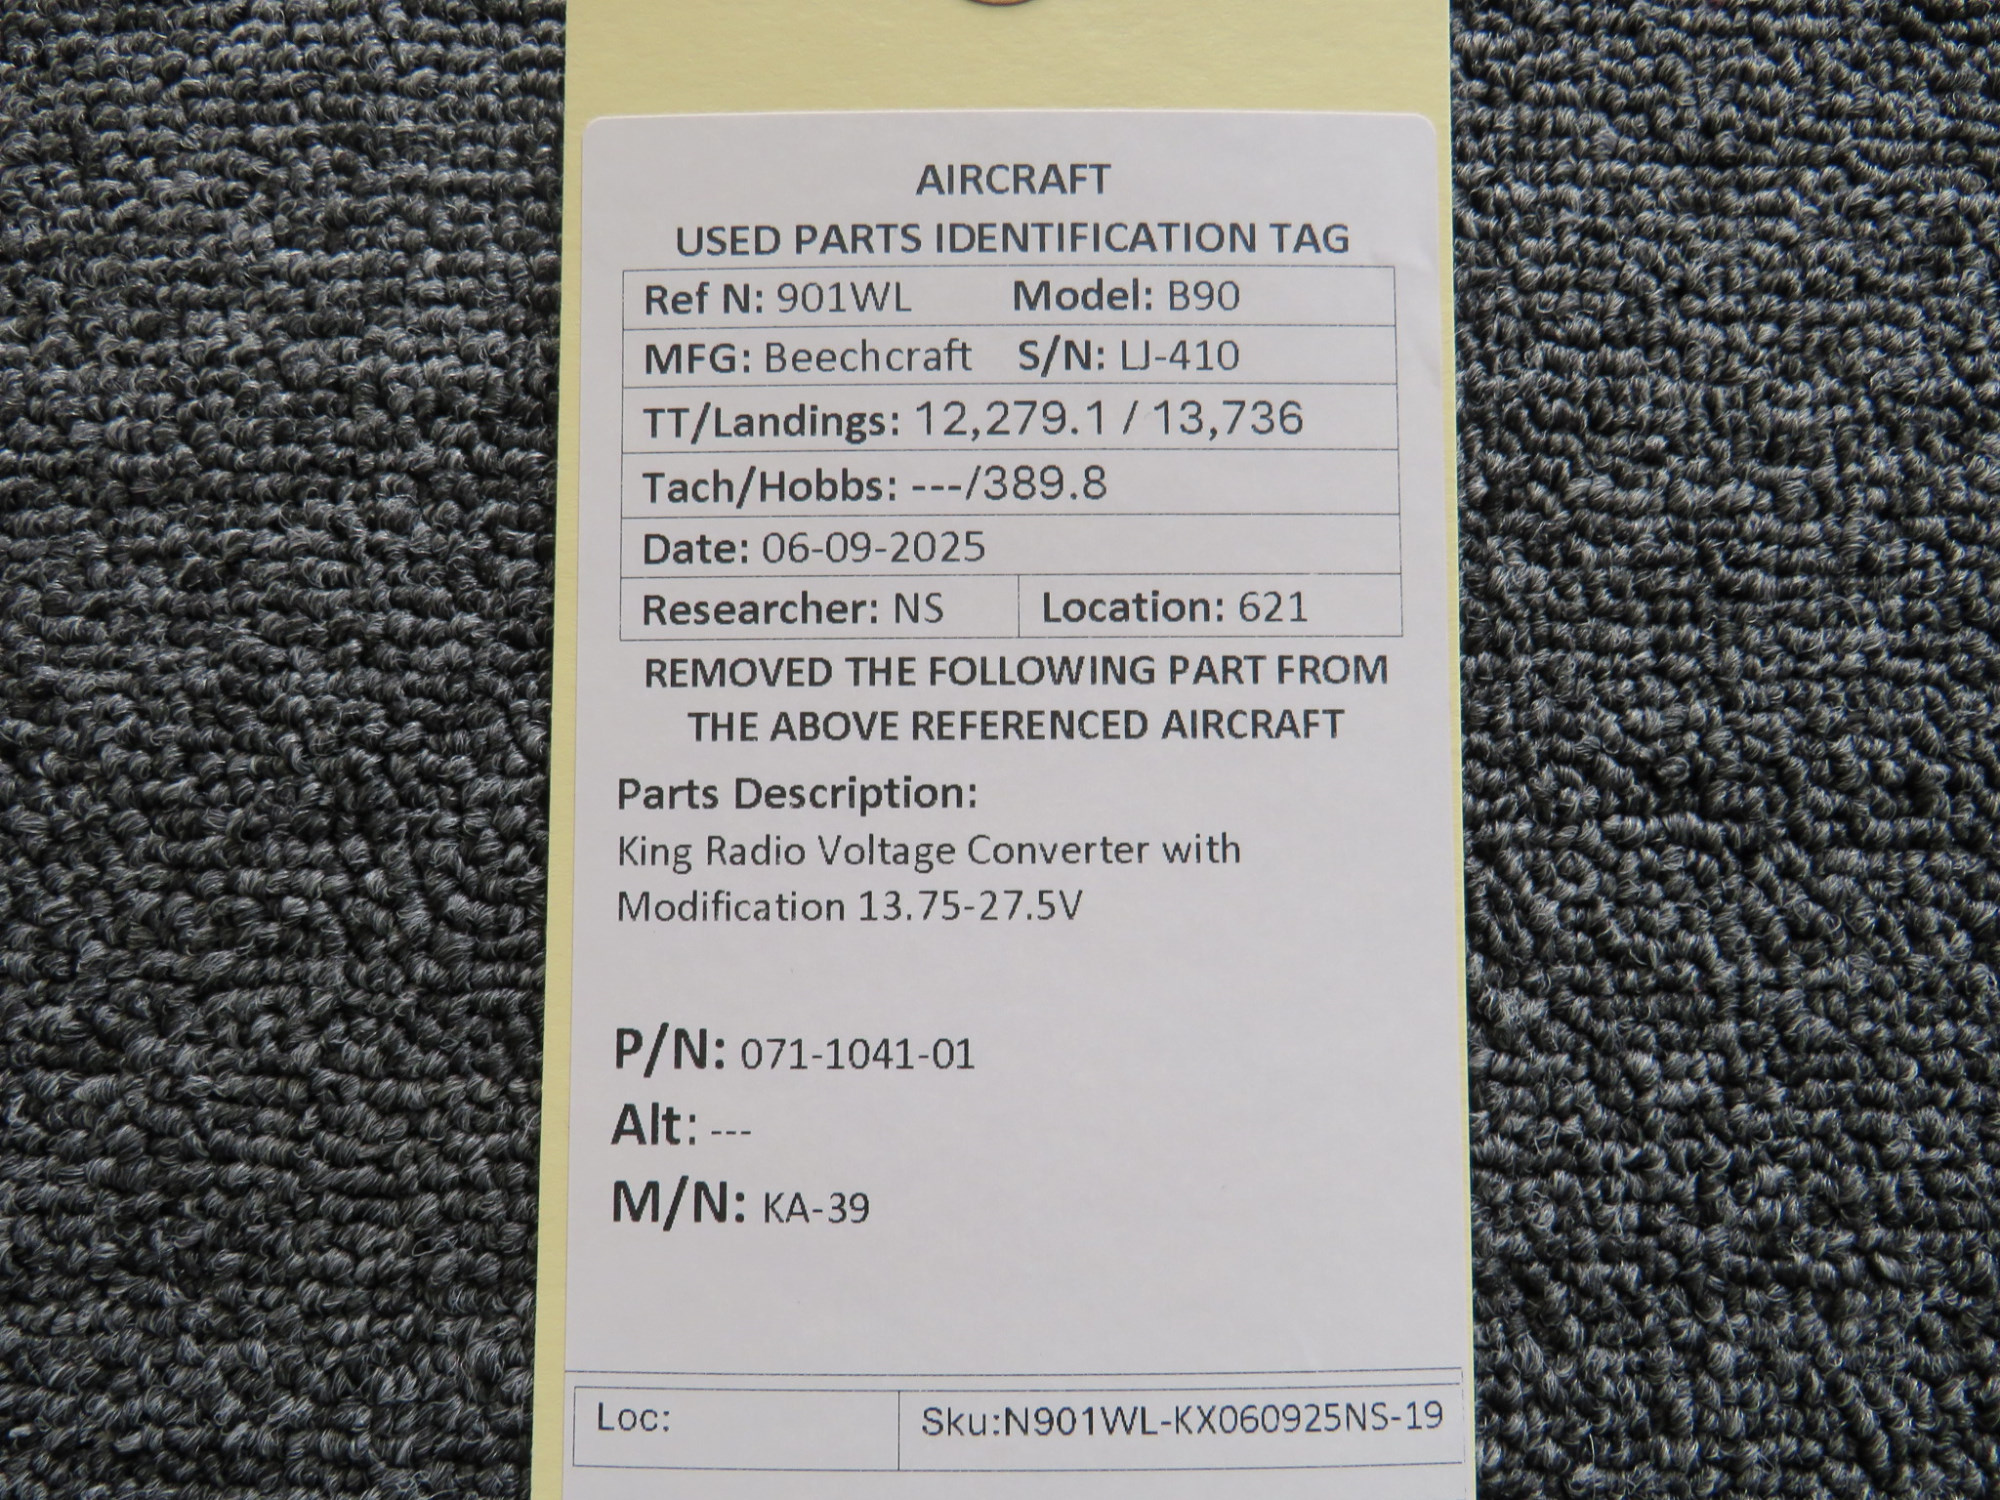 AIRCRAFT
USED PARTS IDENTIFICATION TAG
Ref N: 901WL Model: B90
MFG: Beechcraft S/N: LJ-410
TT/Landings: 12,279.1 / 13,736
Tach/Hobbs: ---/389.8
Date: 06-09-2025
Researcher: NS Location: 621
REMOVED THE FOLLOWING PART FROM
THE ABOVE REFERENCED AIRCRAFT
Parts Description:
King Radio Voltage Converter with
Modification 13.75-27.5V
P/N: 071-1041-01
Alt: ---
M/N: KA-39
Loc: Sku:N901WL-KX060925NS-19